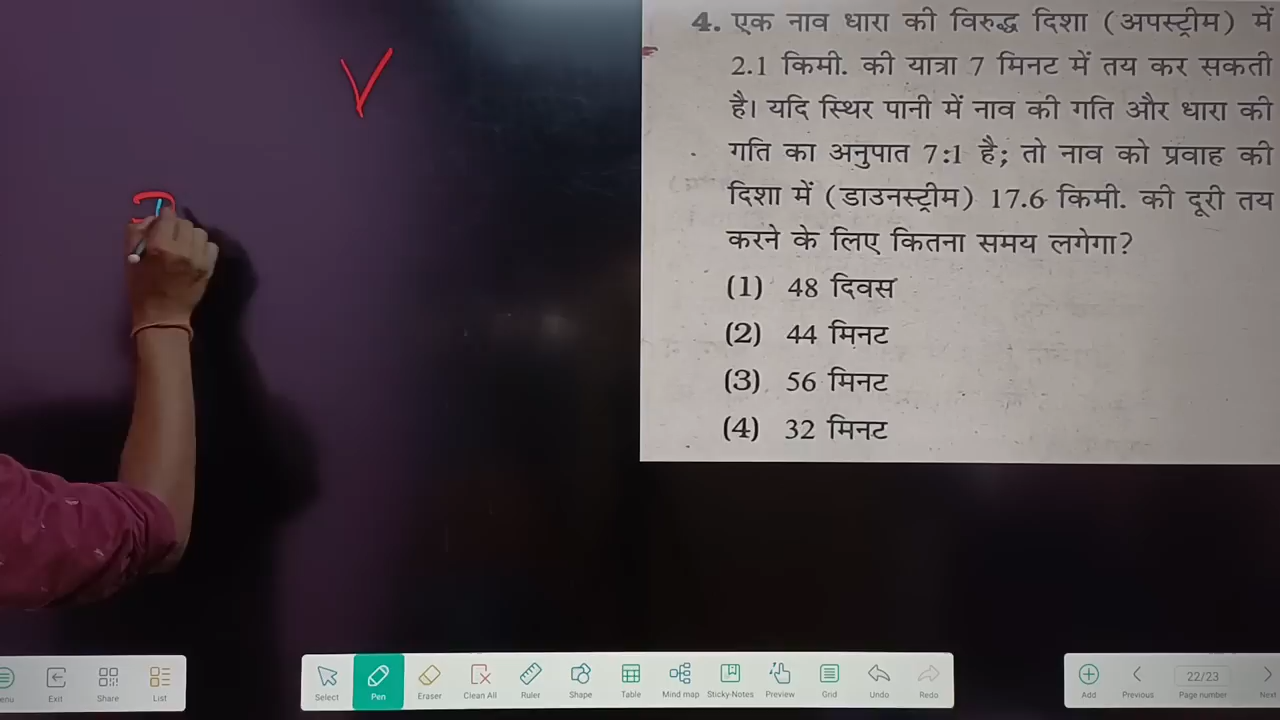 4. एक नाव धारा की विरुद्ध दिशा (अपस्ट्रीम) में
2.1 किमी. की यात्रा 7 मिनट में तय कर सकती
है। यदि स्थिर पानी में नाव की गति और धारा की
गति का अनुपात 7:1 है; तो नाव को प्रवाह की
दिशा में (डाउनस्ट्रीम) 17.6 किमी. की दूरी तय
करने के लिए कितना समय लगेगा?
(1) 48 दिवस
(2) 44 मिनट
(3) 56 मिनट
(4) 32 मिनट
V
enu Exit Share List Select Pen Eraser Clean All Ruler Shape Table Mind map Sticky-Notes Preview Grid Undo Redo Add Previous 22/23 Page number Next